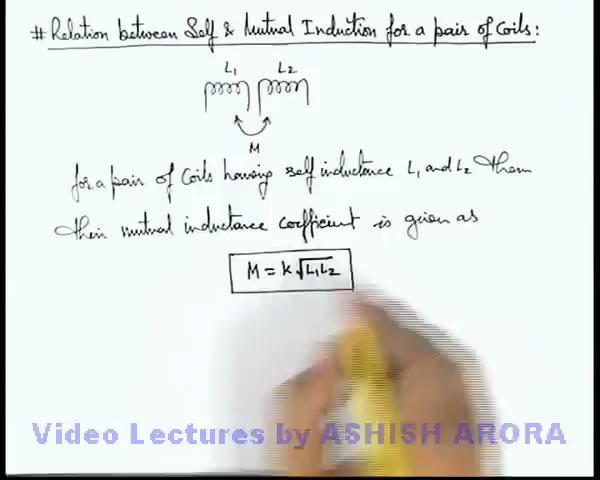 # Relation between Self & Mutual Induction for a pair of Coils:
L₁ L₂
M
for a pair of Coils having self inductance L₁ and L₂ then
their mutual inductance coefficient is given as
M = k√L₁L₂
Video Lectures by ASHISH ARORA